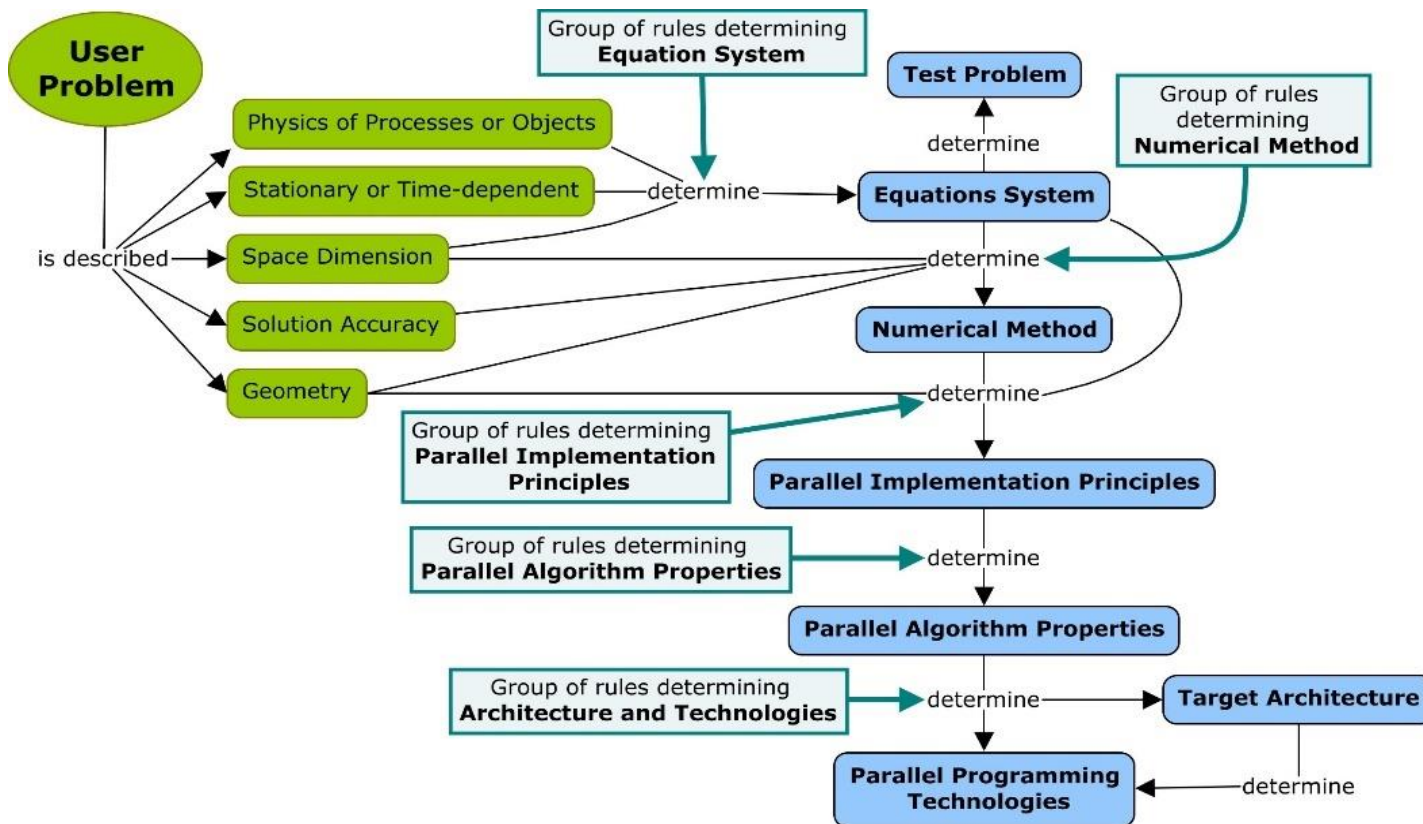 User
Problem
Group of rules determining
Equation System
Test Problem
Group of rules
determining
Numerical Method
Physics of Processes or Objects
determine
Stationary or Time-dependent
determine
Equations System
is described
Space Dimension
determine
Solution Accuracy
Numerical Method
Geometry
determine
Group of rules determining
Parallel Implementation
Principles
Parallel Implementation Principles
Group of rules determining
Parallel Algorithm Properties
determine
Parallel Algorithm Properties
Group of rules determining
Architecture and Technologies
determine
Target Architecture
Parallel Programming
Technologies
determine